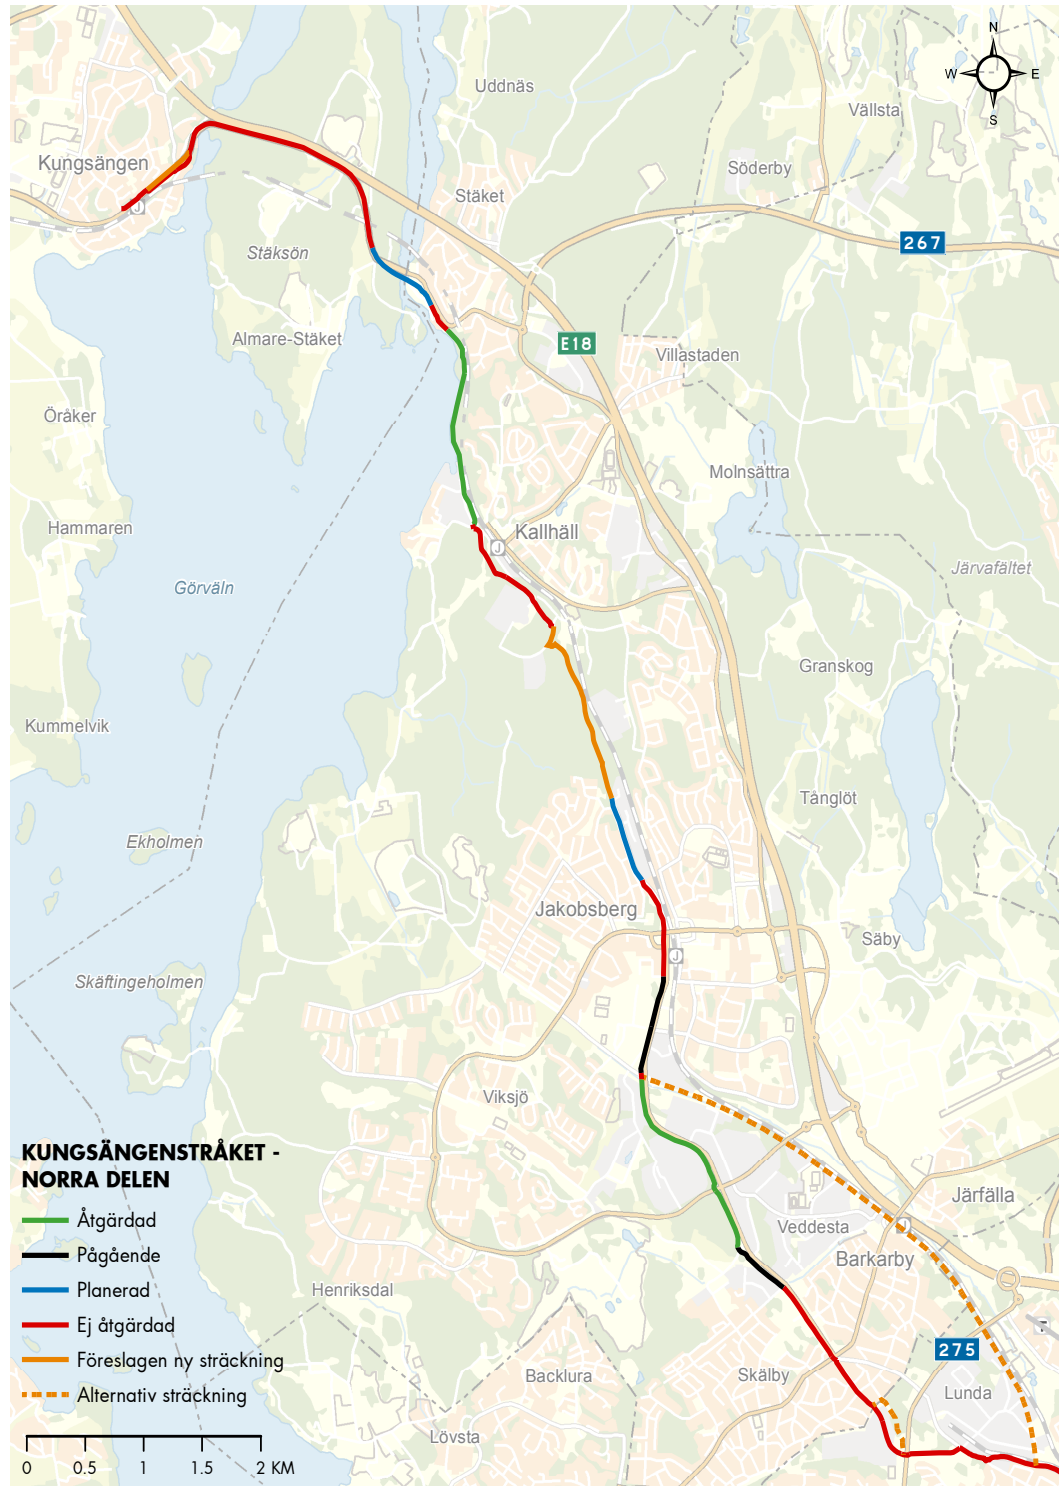 N
W
E
S
Uddnäs
Vällsta
Kungsängen
Söderby
Stäket
J
267
Stäksön
Almare-Stäket
E18
Villastaden
Öråker
Molnsättra
Hammaren
Kallhäll
J
Järvafältet
Görväln
Granskog
Kummelvik
Tånglöt
Ekholmen
Jakobsberg
Säby
J
Skäftingeholmen
Viksjö
KUNGSÄNGENSTRÅKET -
NORRA DELEN
Åtgärdad
Pågående
Planerad
Ej åtgärdad
Föreslagen ny sträckning
Alternativ sträckning
0 0.5 1 1.5 2 KM
Järfälla
Veddesta
J
Barkarby
Henriksdal
275
Backlura
Skälby
Lunda
Lövsta